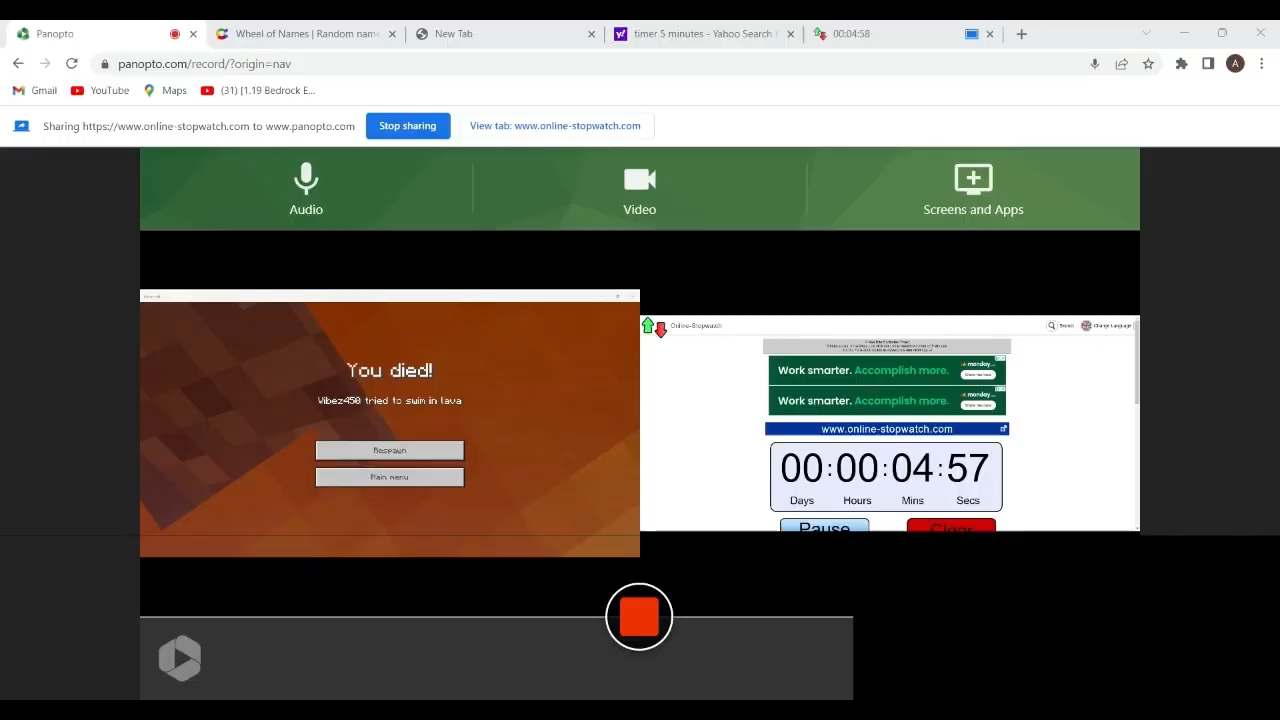 Panopto
Wheel of Names | Random name
New Tab
timer 5 minutes - Yahoo Search
00:04:58
panopto.com/record/?origin=nav
A
Gmail
YouTube
Maps
(31) [1.19 Bedrock E...
Sharing https://www.online-stopwatch.com to www.panopto.com
Stop sharing
View tab: www.online-stopwatch.com
Audio
Video
Screens and Apps
You died!
Vibez450 tried to swim in lava
Respawn
Main menu
Online-Stopwatch
Search
Change Language
Work smarter. Accomplish more.
monday
Work smarter. Accomplish more.
monday
www.online-stopwatch.com
00:00:04:57
Days Hours Mins Secs
Pause Clear